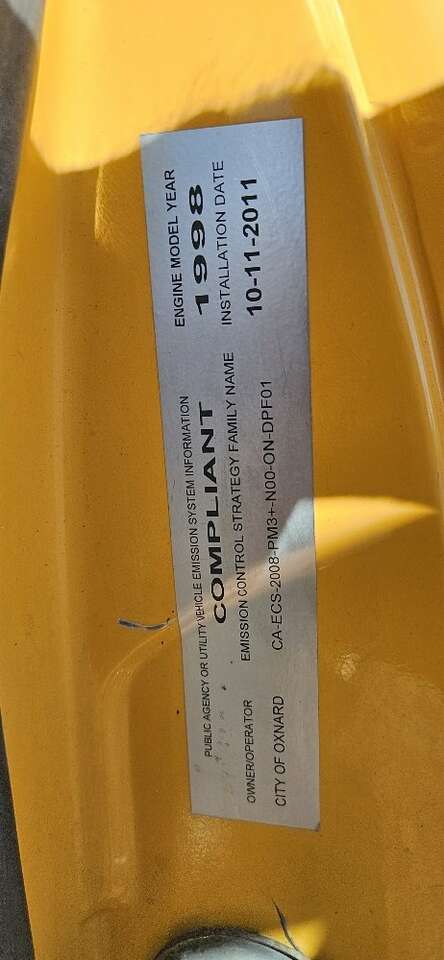 PUBLIC AGENCY OR UTILITY VEHICLE EMISSION SYSTEM INFORMATION
ENGINE MODEL YEAR
COMPLIANT
1998
OWNER/OPERATOR
EMISSION CONTROL STRATEGY FAMILY NAME
INSTALLATION DATE
CITY OF OXNARD
CA-ECS-2008-PM3+-N00-ON-DPF01
10-11-2011